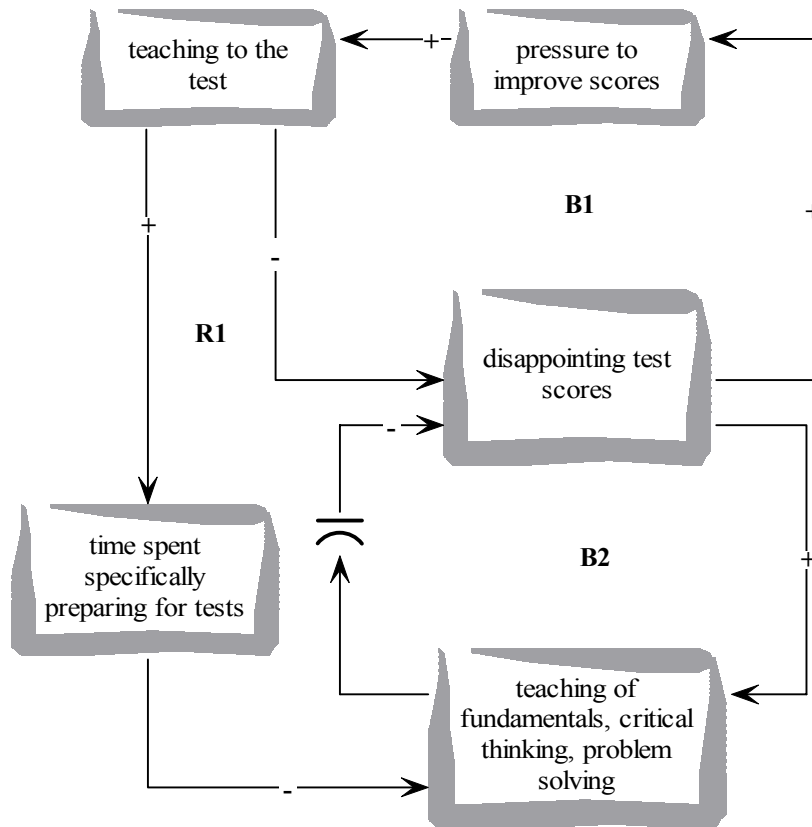 teaching to the
test
+-
pressure to
improve scores
B1
+
+
-
R1
disappointing test
scores
-
time spent
specifically
preparing for tests
B2
+
teaching of
fundamentals, critical
thinking, problem
solving
-